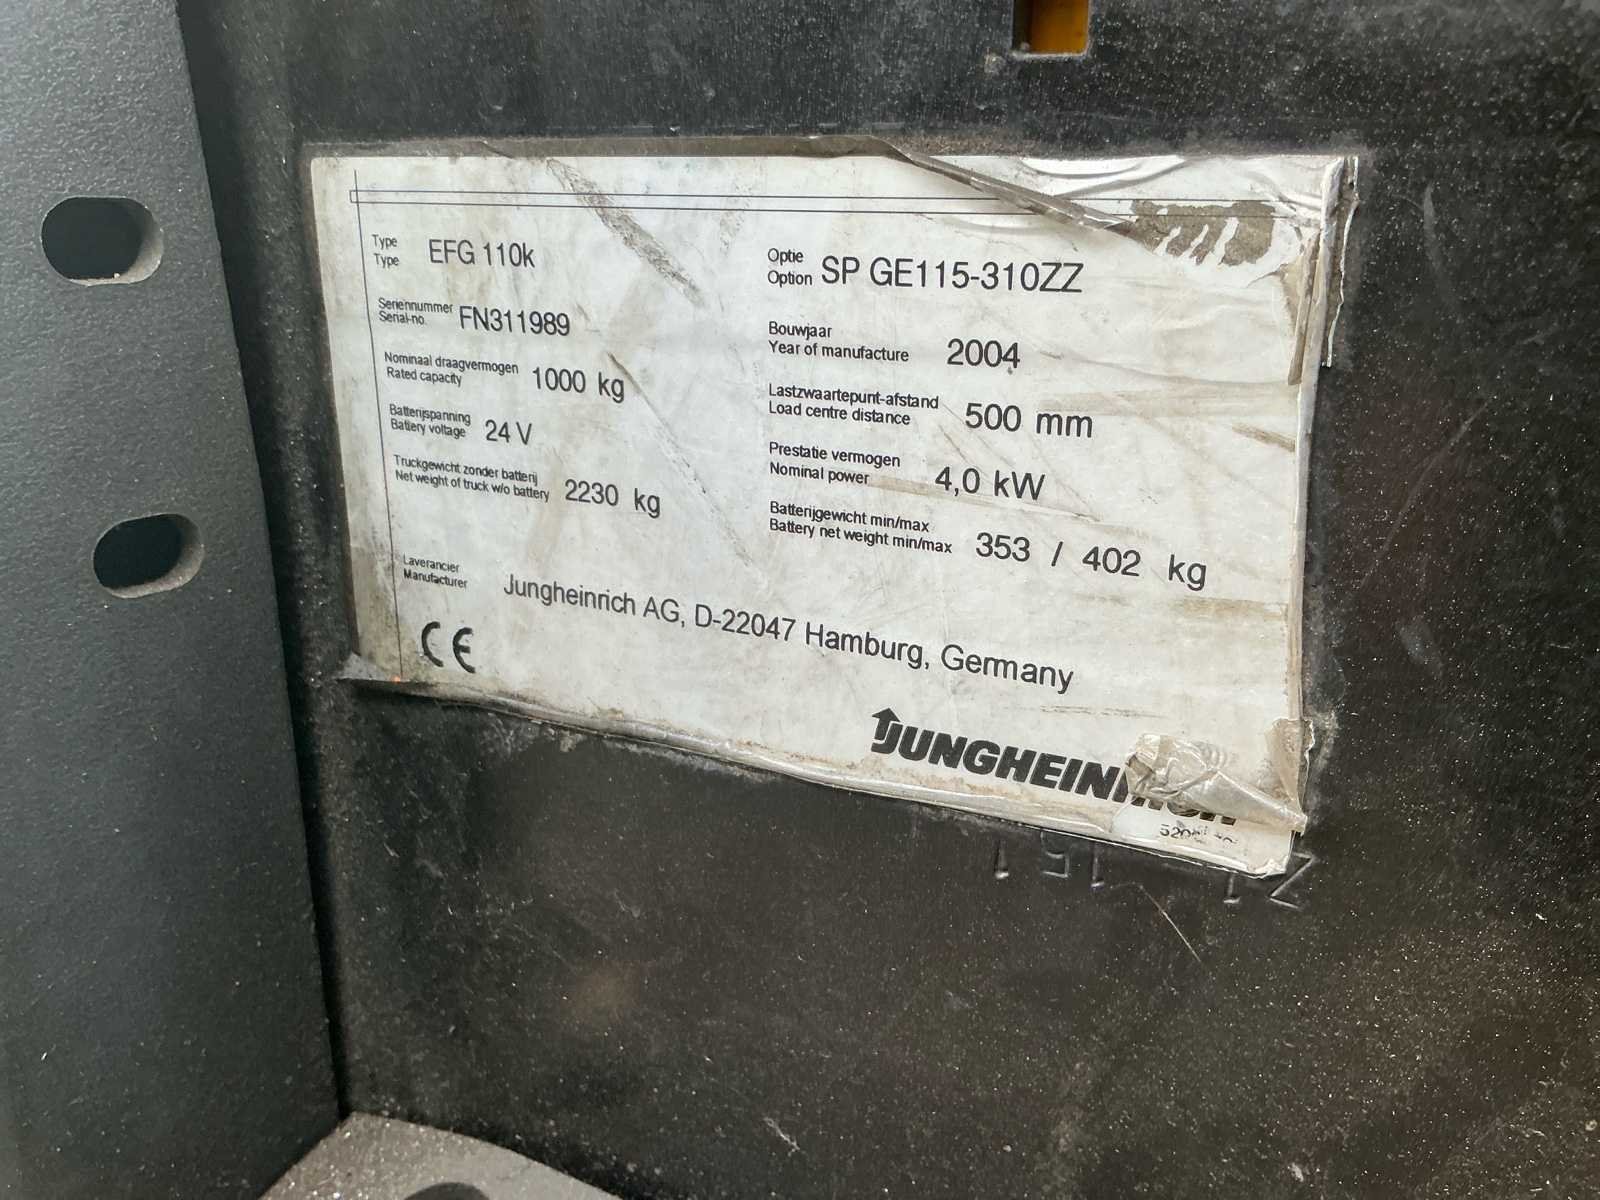 Type
Type EFG 110k
Optie
Option SP GE115-310ZZ
Seriennummer
Serial-no. FN311989
Bouwjaar
Year of manufacture 2004
Nominaal draagvermogen
Rated capacity 1000 kg
Lastzwaartepunt-afstand
Load centre distance 500 mm
Batterijspanning
Battery voltage 24 V
Prestatie vermogen
Nominal power 4,0 kW
Truckgewicht zonder batterij
Net weight of truck w/o battery 2230 kg
Batterijgewicht min/max
Battery net weight min/max 353 / 402 kg
Laverancier
Manufacturer Jungheinrich AG, D-22047 Hamburg, Germany
CE
JUNGHEINRICH